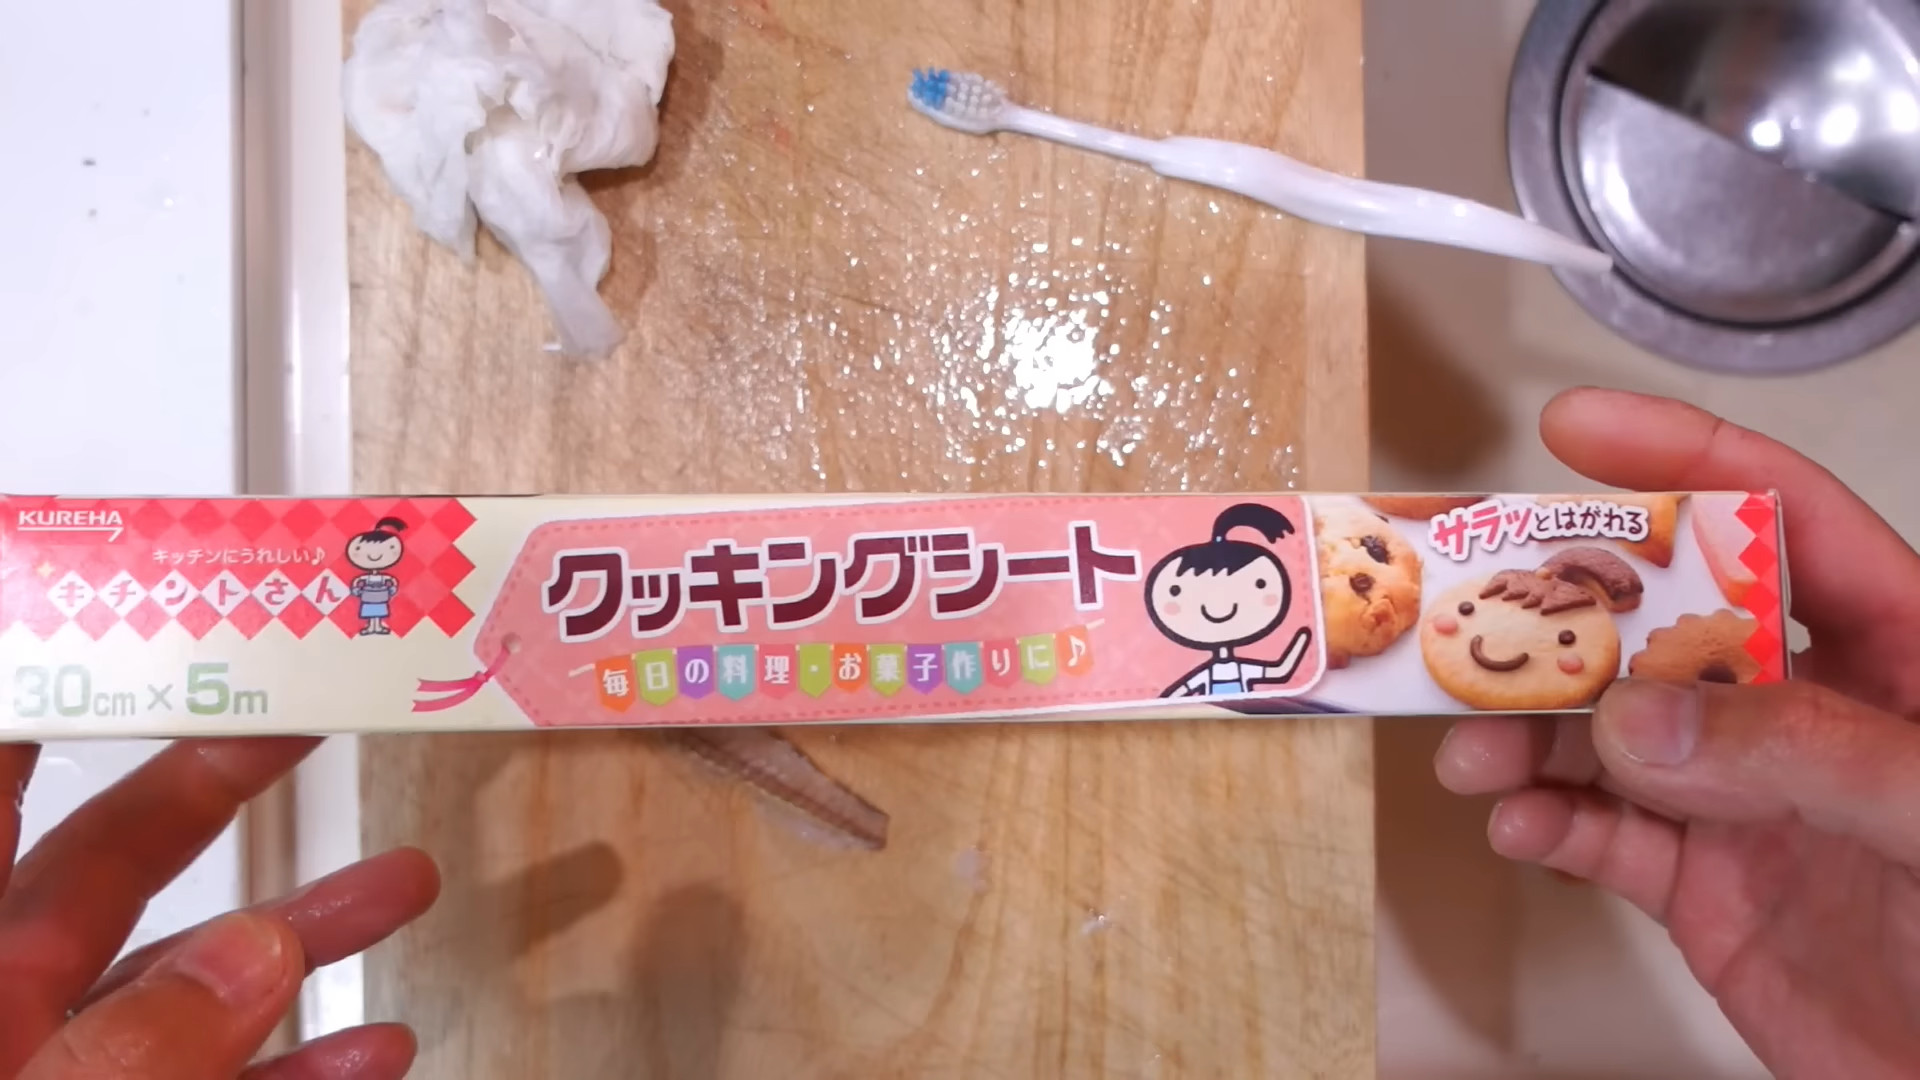 KUREHA
キッチンにうれしい♪
キチントさん
30cm×5m
クッキングシート
毎日の料理・お菓子作りに♪
サラッとはがれる